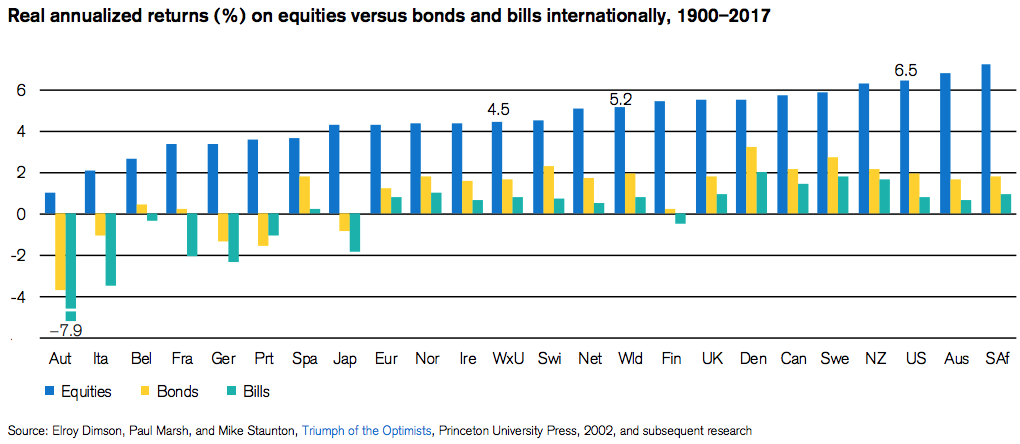 Real annualized returns (%) on equities versus bonds and bills internationally, 1900–2017
6.5
6
5.2
4.5
4
2
0
-2
-4
−7.9
Aut Ita Bel Fra Ger Prt Spa Jap Eur Nor Ire WxU Swi Net Wld Fin UK Den Can Swe NZ US Aus SAf
Equities Bonds Bills
Source: Elroy Dimson, Paul Marsh, and Mike Staunton, Triumph of the Optimists, Princeton University Press, 2002, and subsequent research